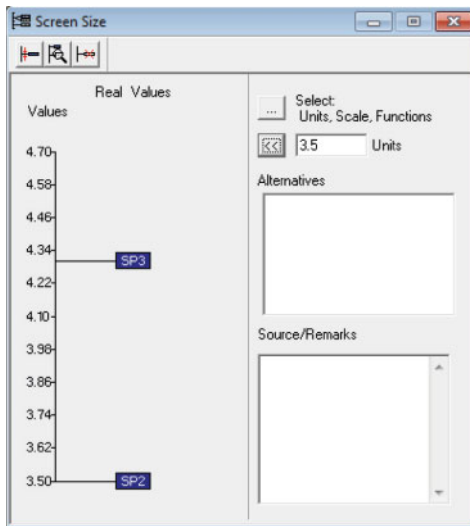 Screen Size
Real Values
Values
4.70
4.58
4.46
4.34
SP3
4.22
4.10
3.98
3.86
3.74
3.62
3.50
SP2
...
Select:
Units, Scale, Functions
<<
3.5
Units
Alternatives
Source/Remarks